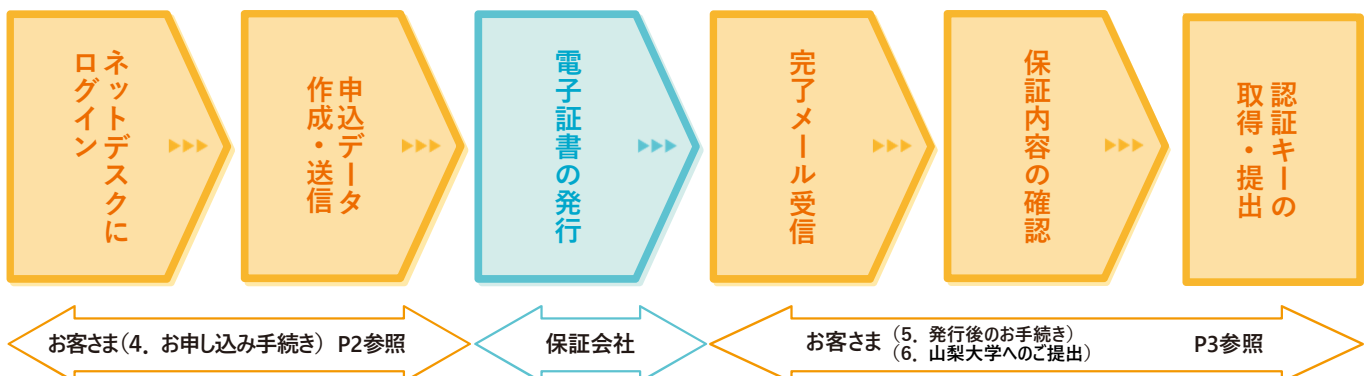 ネットデスクに
ログイン
▶▶▶
申込データ
作成・送信
▶▶▶
電子証書の発行
▶▶▶
完了メール受信
▶▶▶
保証内容の確認
▶▶▶
認証キーの
取得・提出
お客さま(4．お申し込み手続き) P2参照
保証会社
お客さま (5．発行後のお手続き)
(6．山梨大学へのご提出)
P3参照